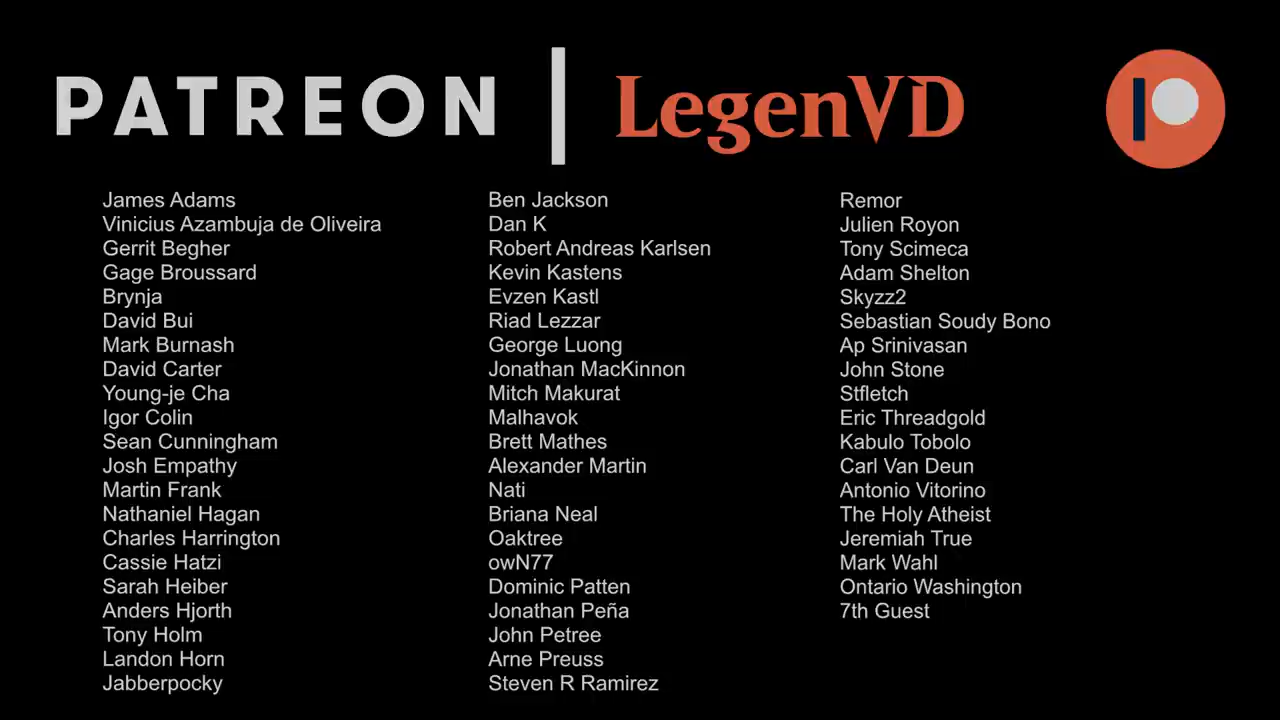 PATREON | LegenVD
James Adams
Vinicius Azambuja de Oliveira
Gerrit Begher
Gage Broussard
Brynja
David Bui
Mark Burnash
David Carter
Young-je Cha
Igor Colin
Sean Cunningham
Josh Empathy
Martin Frank
Nathaniel Hagan
Charles Harrington
Cassie Hatzi
Sarah Heiber
Anders Hjorth
Tony Holm
Landon Horn
Jabberpocky
Ben Jackson
Dan K
Robert Andreas Karlsen
Kevin Kastens
Evzen Kastl
Riad Lezzar
George Luong
Jonathan MacKinnon
Mitch Makurat
Malhavok
Brett Mathes
Alexander Martin
Nati
Briana Neal
Oaktree
owN77
Dominic Patten
Jonathan Peña
John Petree
Arne Preuss
Steven R Ramirez
Remor
Julien Royon
Tony Scimeca
Adam Shelton
Skyzz2
Sebastian Soudy Bono
Ap Srinivasan
John Stone
Stfletch
Eric Threadgold
Kabulo Tobolo
Carl Van Deun
Antonio Vitorino
The Holy Atheist
Jeremiah True
Mark Wahl
Ontario Washington
7th Guest